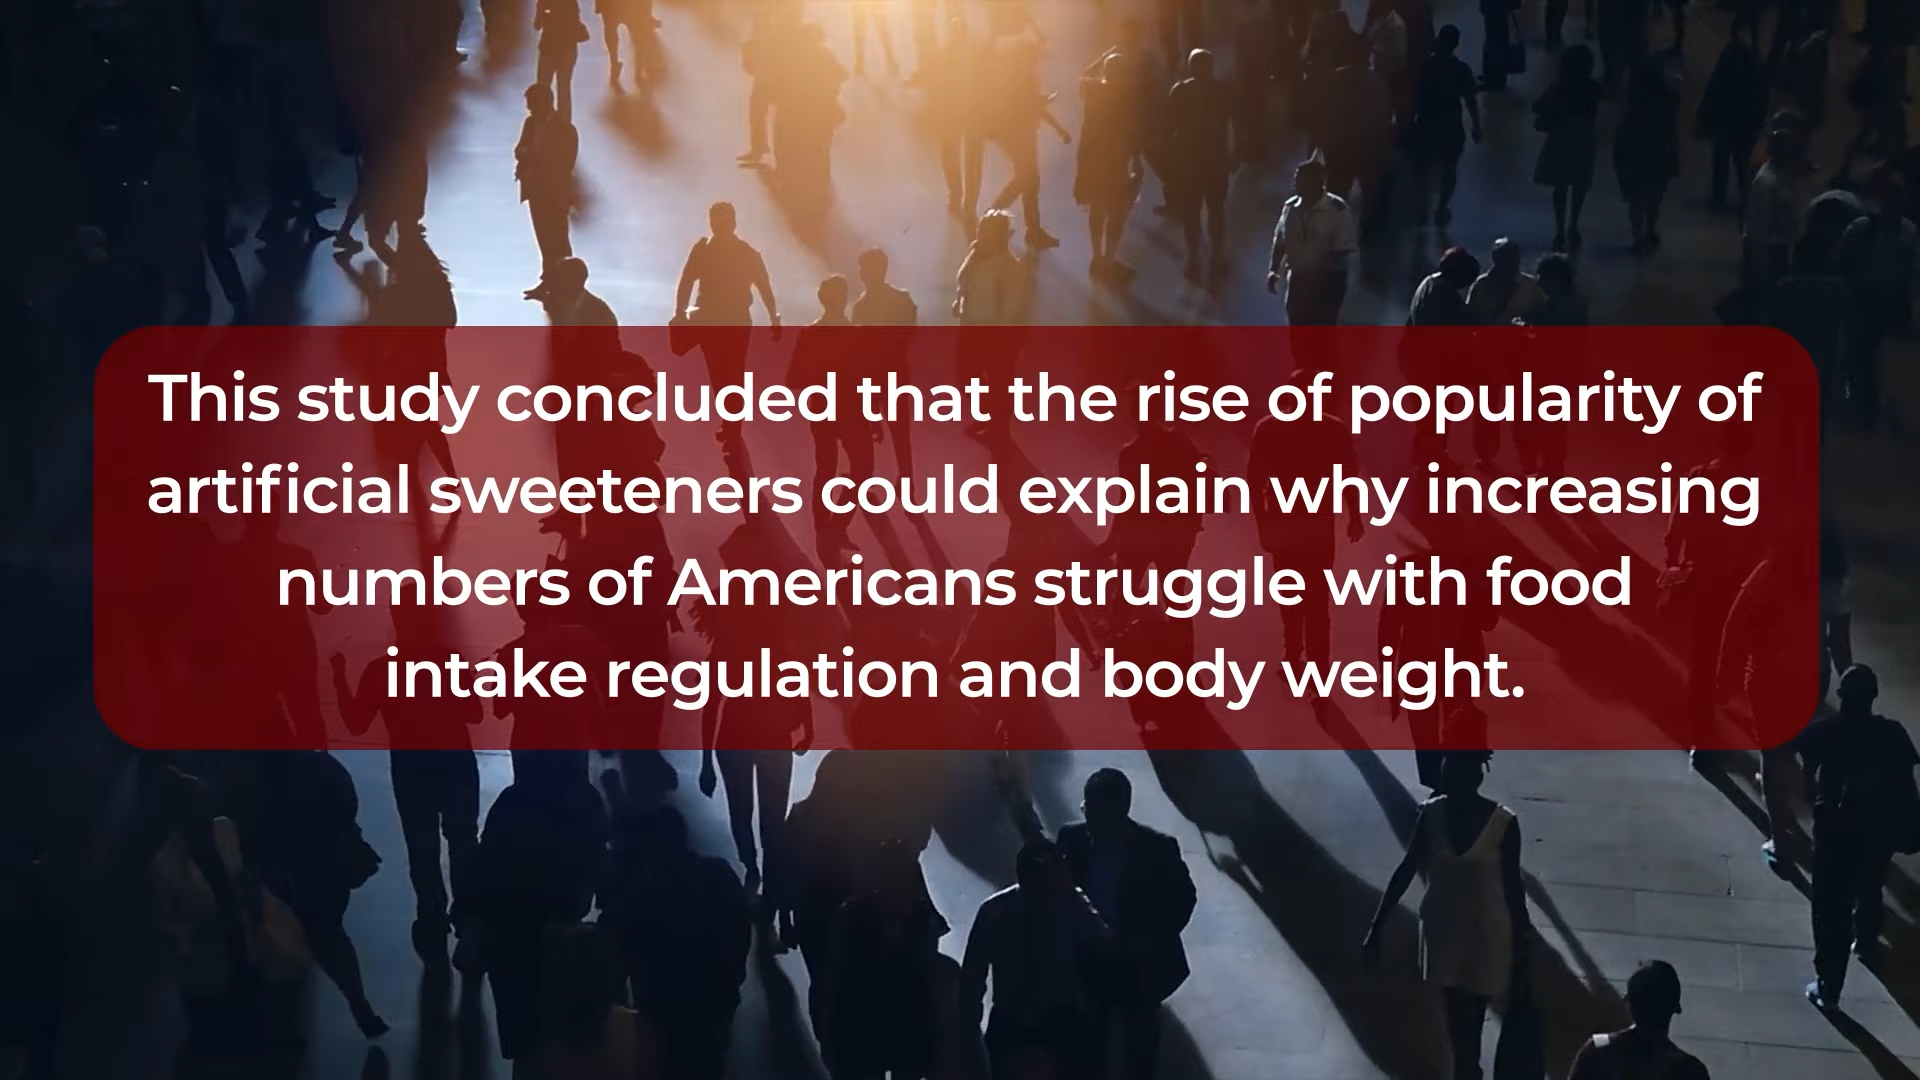 This study concluded that the rise of popularity of
artificial sweeteners could explain why increasing
numbers of Americans struggle with food
intake regulation and body weight.